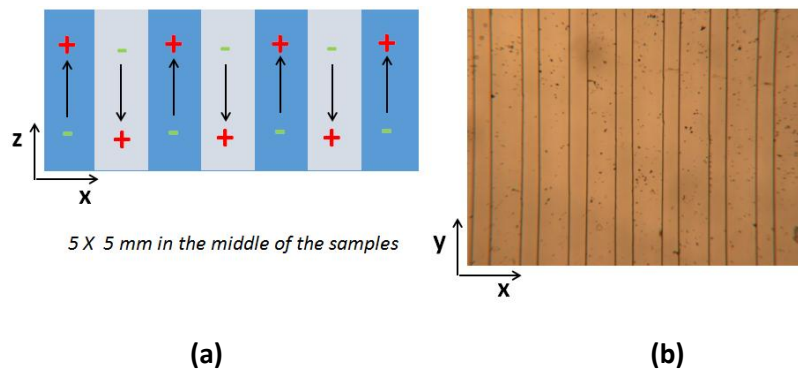 + - + - + - +
- + - + - + -
z
x
5 X 5 mm in the middle of the samples
(a)
y
x
(b)